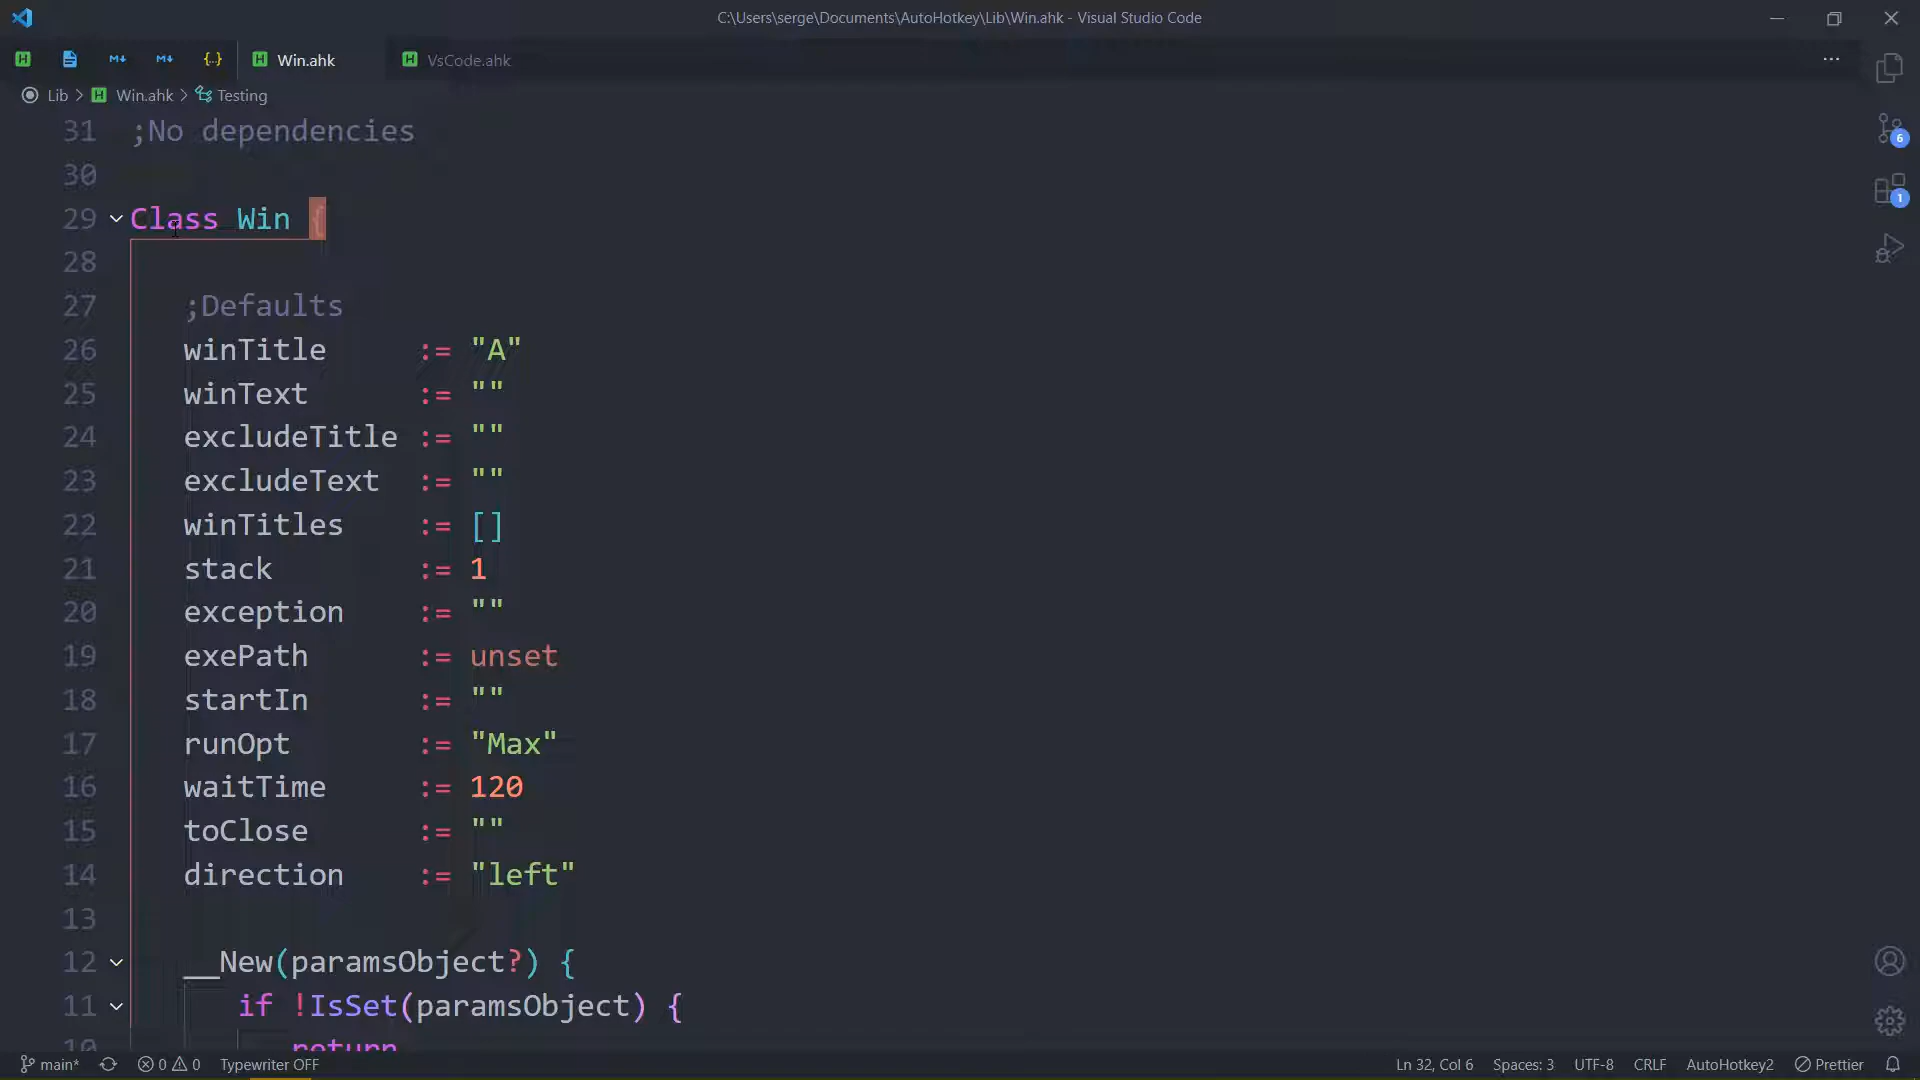 C:\Users\serge\Documents\AutoHotkey\Lib\Win.ahk - Visual Studio Code
Win.ahk
VsCode.ahk
Lib > Win.ahk > Testing
31 ;No dependencies
30
29 Class Win {
28
27 ;Defaults
26 winTitle := "A"
25 winText := ""
24 excludeTitle := ""
23 excludeText := ""
22 winTitles := []
21 stack := 1
20 exception := ""
19 exePath := unset
18 startIn := ""
17 runOpt := "Max"
16 waitTime := 120
15 toClose := ""
14 direction := "left"
13
12 __New(paramsObject?) {
11 if !IsSet(paramsObject) {
10 return
6
1
main* 0 0 Typewriter OFF Ln 32, Col 6 Spaces: 3 UTF-8 CRLF AutoHotkey2 Prettier